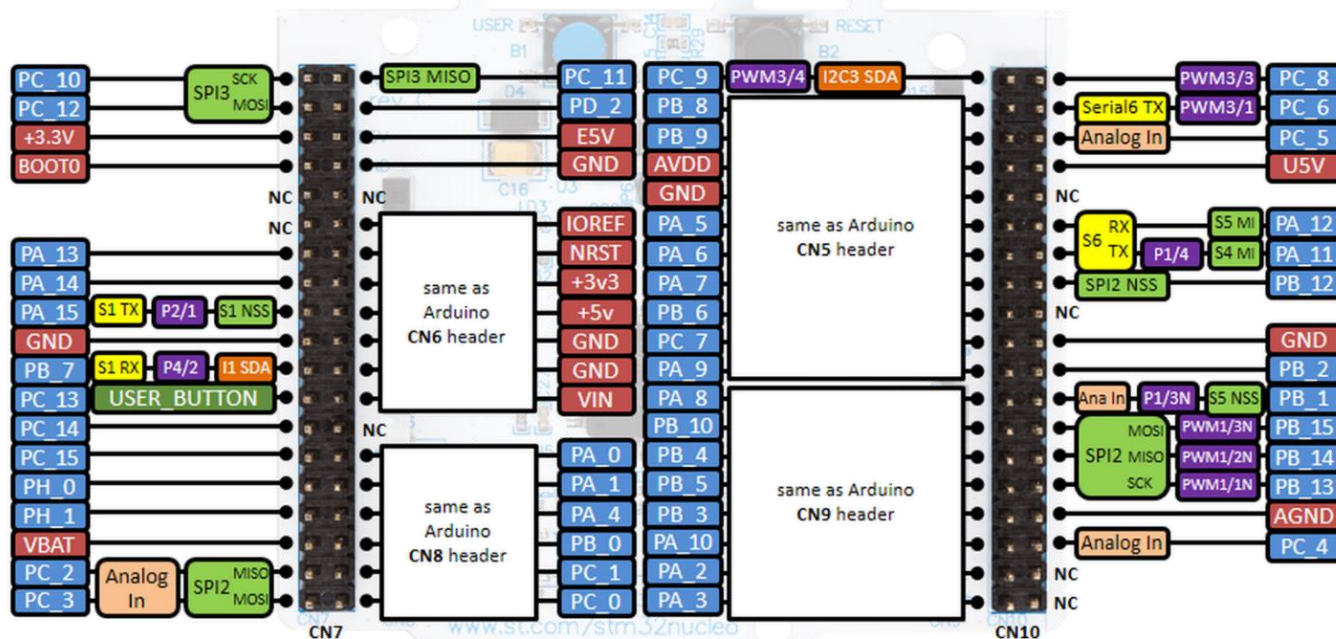 USER RESET
B1 B2
PC_10 SPI3 SCK SPI3 MISO PC_11 PC_9 PWM3/4 I2C3 SDA PWM3/3 PC_8
PC_12 MOSI PD_2 PB_8 Serial6 TX PWM3/1 PC_6
+3.3V E5V PB_9 Analog In PC_5
BOOT0 GND AVDD U5V
NC NC GND NC
NC IOREF PA_5 S6 RX S5 MI PA_12
PA_13 NRST PA_6 TX P1/4 S4 MI PA_11
PA_14 +3v3 PA_7 SPI2 NSS PB_12
PA_15 S1 TX P2/1 S1 NSS +5v PB_6 NC
GND GND PC_7 GND
PB_7 S1 RX P4/2 I1 SDA GND PA_9 PB_2
PC_13 USER_BUTTON VIN PA_8 Ana In P1/3N S5 NSS PB_1
PC_14 NC PB_10 SPI2 MOSI PWM1/3N PB_15
PC_15 PA_0 PB_4 MISO PWM1/2N PB_14
PH_0 PA_1 PB_5 SCK PWM1/1N PB_13
PH_1 PA_4 PB_3 AGND
VBAT PB_0 PA_10 Analog In PC_4
PC_2 Analog In SPI2 MISO PC_1 PA_2 NC
PC_3 MOSI PC_0 PA_3 NC
same as
Arduino
CN6 header
same as
Arduino
CN8 header
same as Arduino
CN5 header
same as Arduino
CN9 header
D4
C16 U3
CN7 CN10
www.st.com/stm32nucleo
CN7 CN10